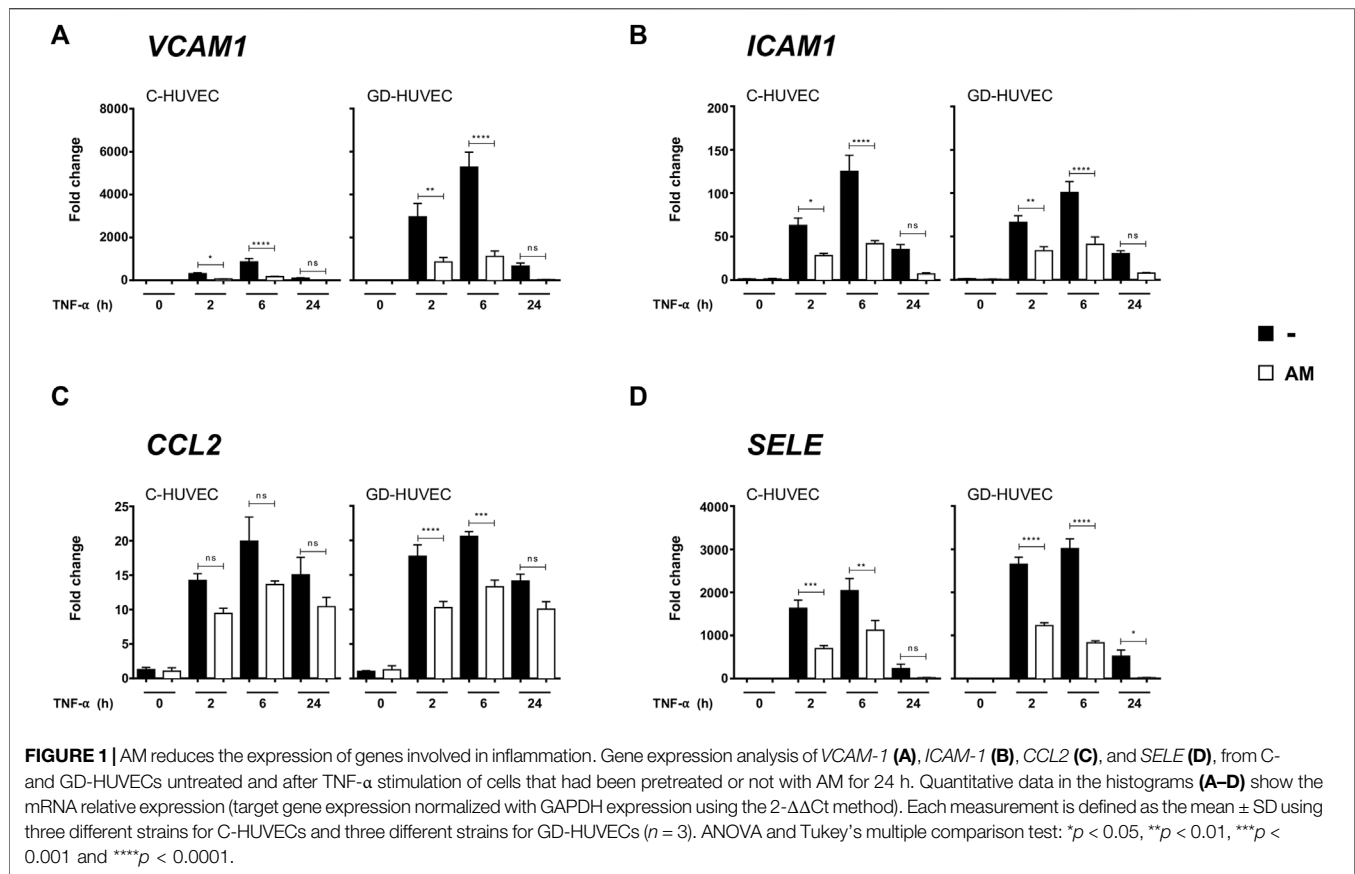 A
VCAM1
C-HUVEC
GD-HUVEC
Fold change
8000
6000
4000
2000
0
* **** ns
** **** ns
TNF-α (h) 0 2 6 24 0 2 6 24
B
ICAM1
C-HUVEC
GD-HUVEC
Fold change
200
150
100
50
0
* **** ns
** **** ns
TNF-α (h) 0 2 6 24 0 2 6 24
-
AM
C
CCL2
C-HUVEC
GD-HUVEC
Fold change
25
20
15
10
5
0
ns ns ns
**** *** ns
TNF-α (h) 0 2 6 24 0 2 6 24
D
SELE
C-HUVEC
GD-HUVEC
Fold change
4000
3000
2000
1000
0
*** ** ns
**** **** *
TNF-α (h) 0 2 6 24 0 2 6 24
FIGURE 1 | AM reduces the expression of genes involved in inflammation. Gene expression analysis of VCAM-1 (A), ICAM-1 (B), CCL2 (C), and SELE (D), from C-
and GD-HUVECs untreated and after TNF-α stimulation of cells that had been pretreated or not with AM for 24 h. Quantitative data in the histograms (A–D) show the
mRNA relative expression (target gene expression normalized with GAPDH expression using the 2-ΔΔCt method). Each measurement is defined as the mean ± SD using
three different strains for C-HUVECs and three different strains for GD-HUVECs (n = 3). ANOVA and Tukey's multiple comparison test: *p < 0.05, **p < 0.01, ***p <
0.001 and ****p < 0.0001.